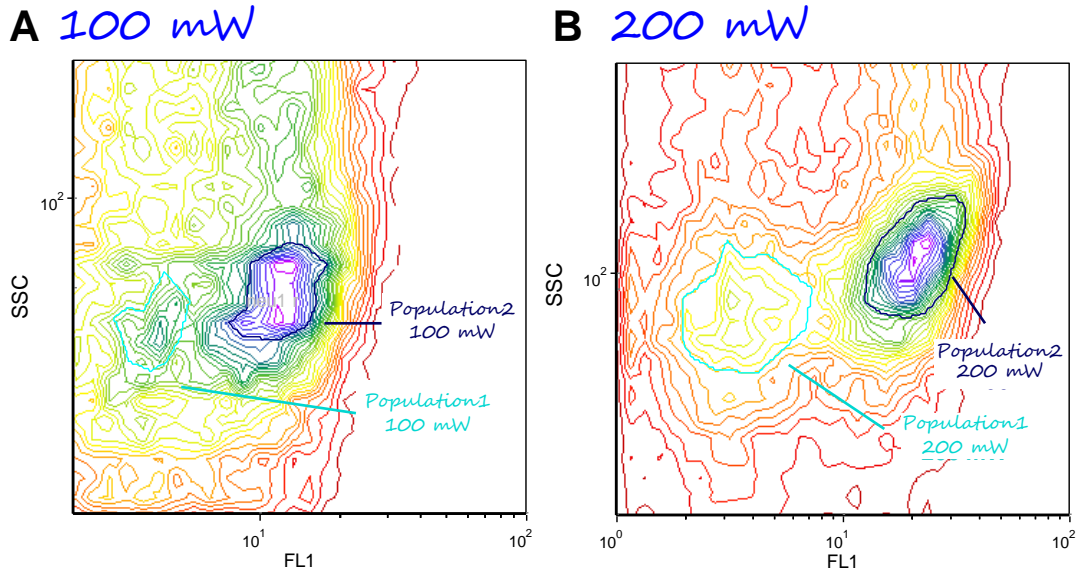 A 100 mW
B 200 mW
10²
SSC
Population2
100 mW
Population1
100 mW
10¹
10²
FL1
10²
SSC
Population2
200 mW
Population1
200 mW
10⁰
10¹
10²
FL1